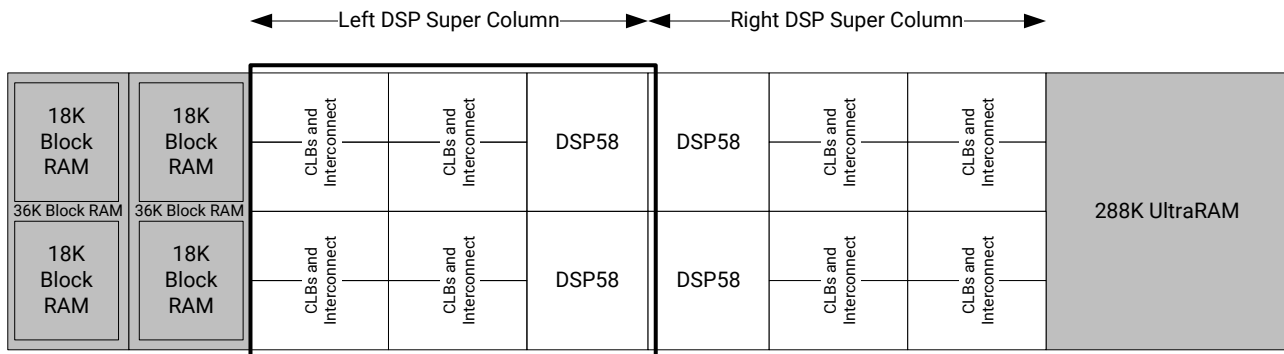 Left DSP Super Column
Right DSP Super Column
18K
Block
RAM
18K
Block
RAM
CLBs and
Interconnect
CLBs and
Interconnect
DSP58
DSP58
CLBs and
Interconnect
CLBs and
Interconnect
36K Block RAM
36K Block RAM
288K UltraRAM
18K
Block
RAM
18K
Block
RAM
CLBs and
Interconnect
CLBs and
Interconnect
DSP58
DSP58
CLBs and
Interconnect
CLBs and
Interconnect